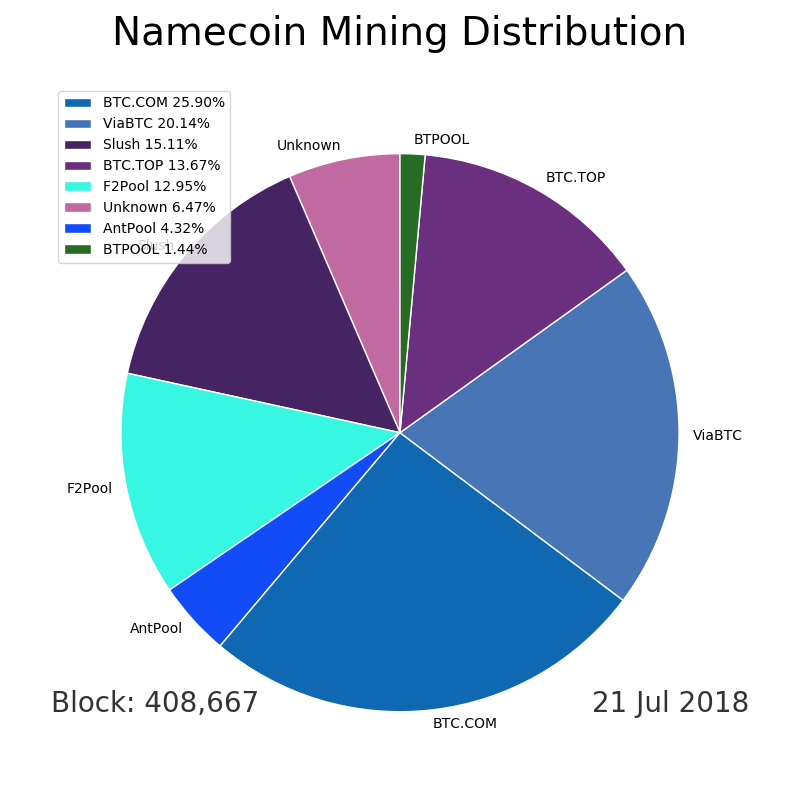 Namecoin Mining Distribution
BTC.COM 25.90%
ViaBTC 20.14%
Slush 15.11%
BTC.TOP 13.67%
F2Pool 12.95%
Unknown 6.47%
AntPool 4.32%
BTPOOL 1.44%
Unknown
BTPOOL
BTC.TOP
Slush
ViaBTC
F2Pool
AntPool
BTC.COM
Block: 408,667
21 Jul 2018